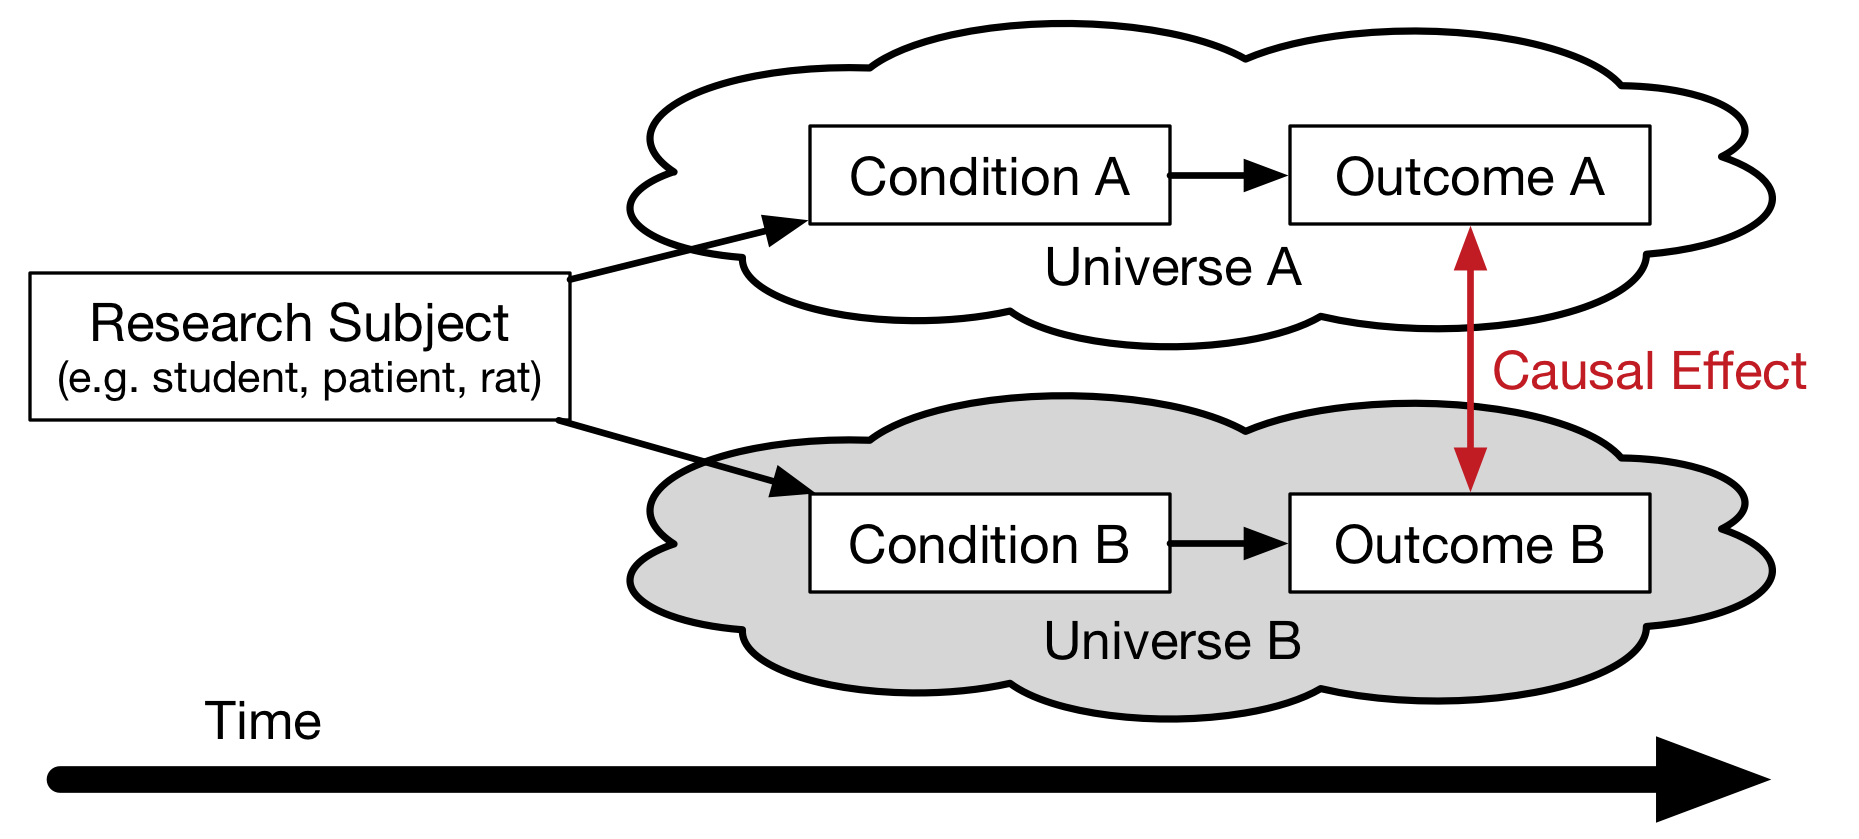 Condition A
Outcome A
Universe A
Research Subject
(e.g. student, patient, rat)
Causal Effect
Condition B
Outcome B
Universe B
Time